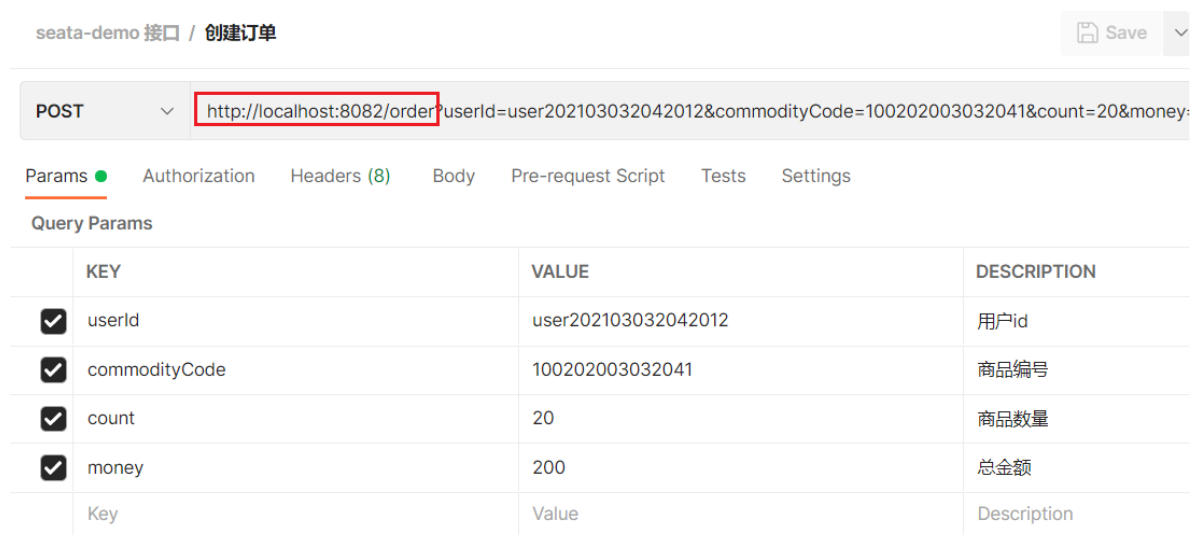 seata-demo 接口 / 创建订单 Save
POST http://localhost:8082/order?userId=user202103032042012&commodityCode=100202003032041&count=20&money=
Params Authorization Headers (8) Body Pre-request Script Tests Settings
Query Params
KEY VALUE DESCRIPTION
userId user202103032042012 用户id
commodityCode 100202003032041 商品编号
count 20 商品数量
money 200 总金额
Key Value Description